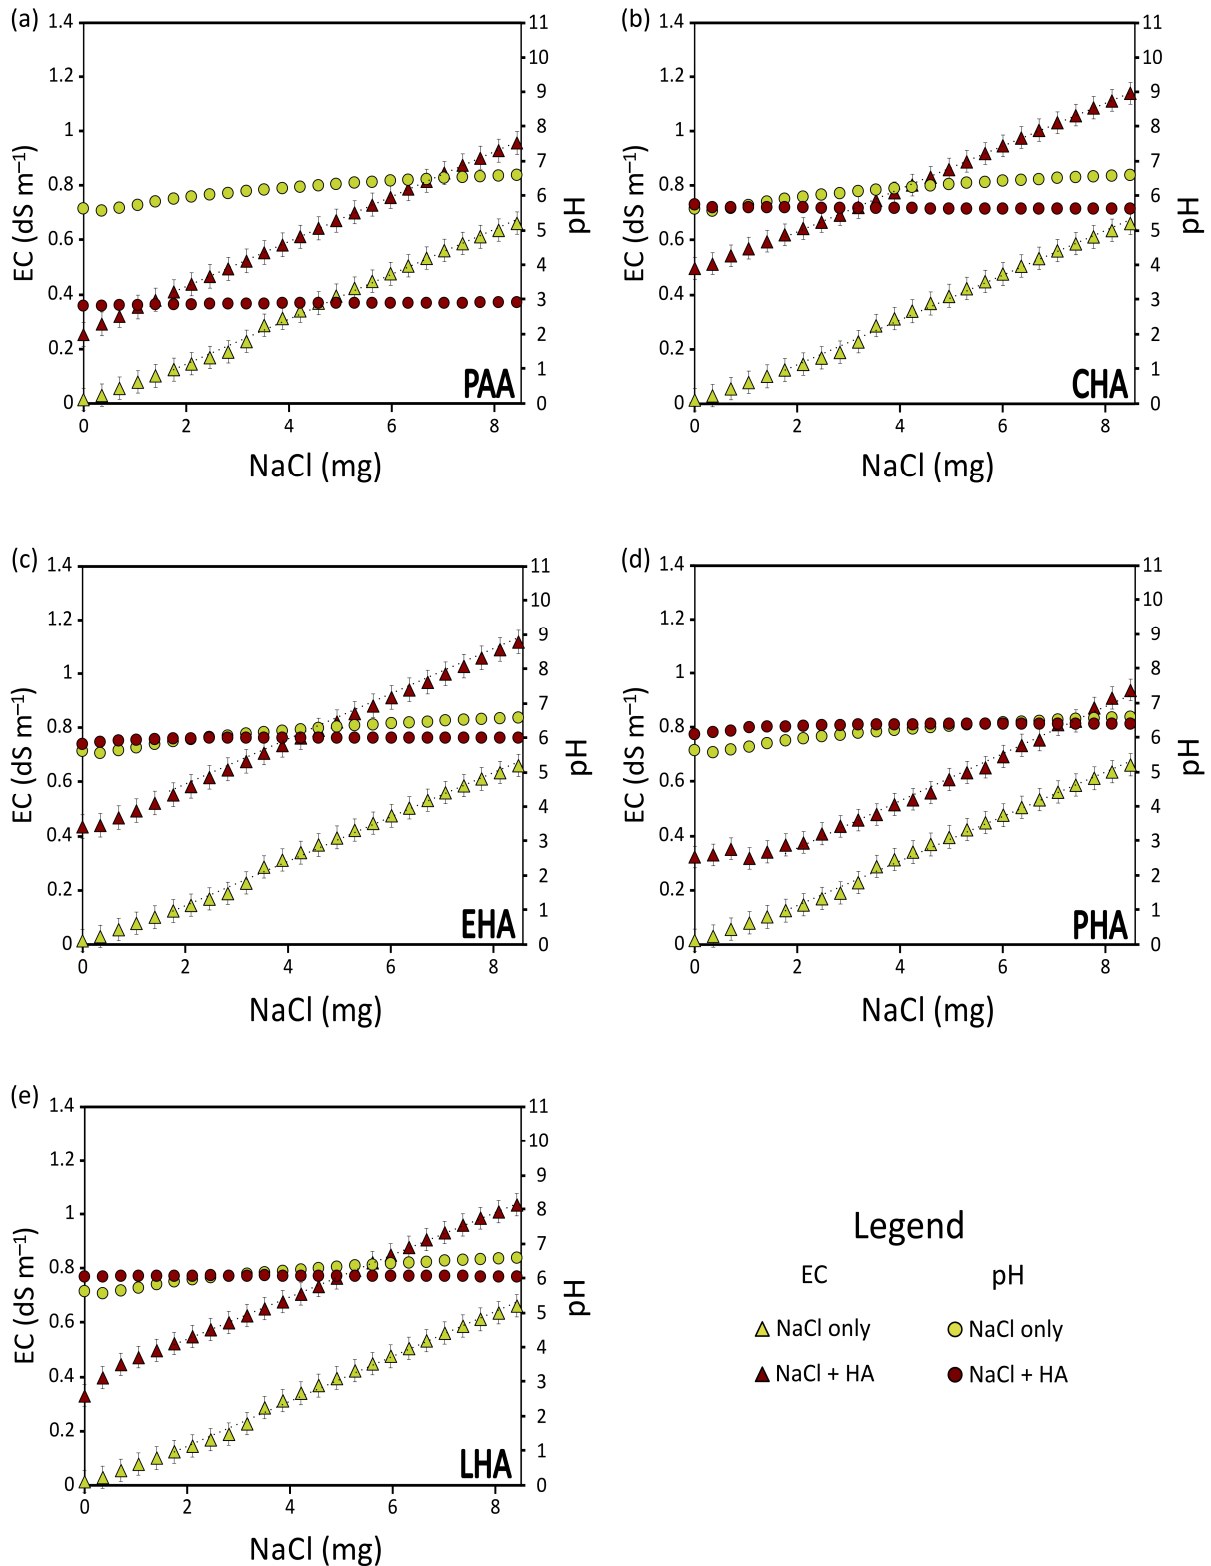 (a)
1.4
1.2
1
0.8
0.6
0.4
0.2
0
EC (dS m⁻¹)
11
10
9
8
7
6
5
4
3
2
1
0
pH
PAA
0 2 4 6 8
NaCl (mg)
(b)
1.4
1.2
1
0.8
0.6
0.4
0.2
0
EC (dS m⁻¹)
11
10
9
8
7
6
5
4
3
2
1
0
pH
CHA
0 2 4 6 8
NaCl (mg)
(c)
1.4
1.2
1
0.8
0.6
0.4
0.2
0
EC (dS m⁻¹)
11
10
9
8
7
6
5
4
3
2
1
0
pH
EHA
0 2 4 6 8
NaCl (mg)
(d)
1.4
1.2
1
0.8
0.6
0.4
0.2
0
EC (dS m⁻¹)
11
10
9
8
7
6
5
4
3
2
1
0
pH
PHA
0 2 4 6 8
NaCl (mg)
(e)
1.4
1.2
1
0.8
0.6
0.4
0.2
0
EC (dS m⁻¹)
11
10
9
8
7
6
5
4
3
2
1
0
pH
LHA
0 2 4 6 8
NaCl (mg)
Legend
EC pH
NaCl only NaCl only
NaCl + HA NaCl + HA